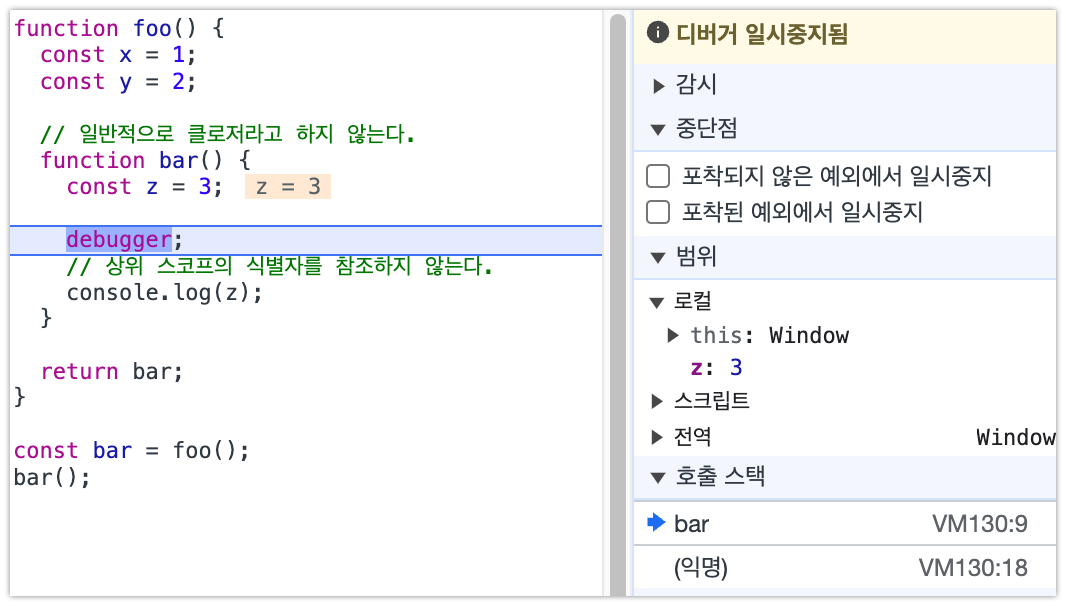 function foo() {
  const x = 1;
  const y = 2;
  // 일반적으로 클로저라고 하지 않는다.
  function bar() {
    const z = 3; z = 3
    debugger;
    // 상위 스코프의 식별자를 참조하지 않는다.
    console.log(z);
  }
  return bar;
}
const bar = foo();
bar();
디버거 일시중지됨
감시
중단점
포착되지 않은 예외에서 일시중지
포착된 예외에서 일시중지
범위
로컬
this: Window
z: 3
스크립트
전역 Window
호출 스택
bar VM130:9
(익명) VM130:18